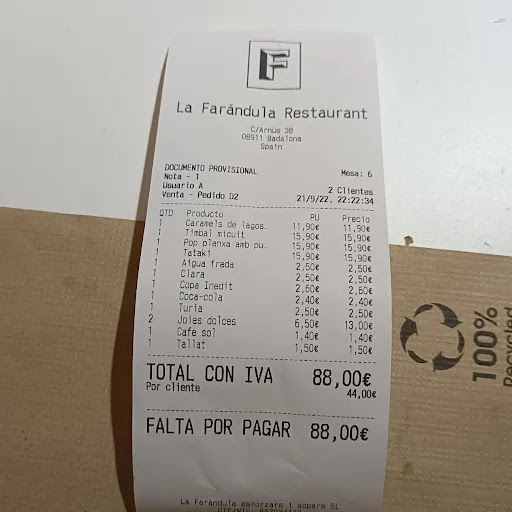 F
La Farándula Restaurant
C/Arnús 38
08911 Badalona
Spain
DOCUMENTO PROVISIONAL
Nota - 1 Mesa: 6
Usuario A 2 Clientes
Venta - Pedido D2 21/9/22, 22:22:34
QTD Producto PU Precio
1 Caramels de lagos.. 11,90€ 11,90€
1 Timbal micuit 15,90€ 15,90€
1 Pop planxa amb pu.. 15,90€ 15,90€
1 Tataki 15,90€ 15,90€
1 Aigua freda 2,50€ 2,50€
1 Clara 2,50€ 2,50€
1 Copa Inedit 2,60€ 2,60€
1 Coca-cola 2,40€ 2,40€
1 Turia 2,50€ 2,50€
2 Joies dolces 6,50€ 13,00€
1 Cafe sol 1,40€ 1,40€
1 Tallat 1,50€ 1,50€
TOTAL CON IVA 88,00€
Por cliente 44,00€
FALTA POR PAGAR 88,00€
La Farándula esmorzars i sopars SL
100%
Recycled